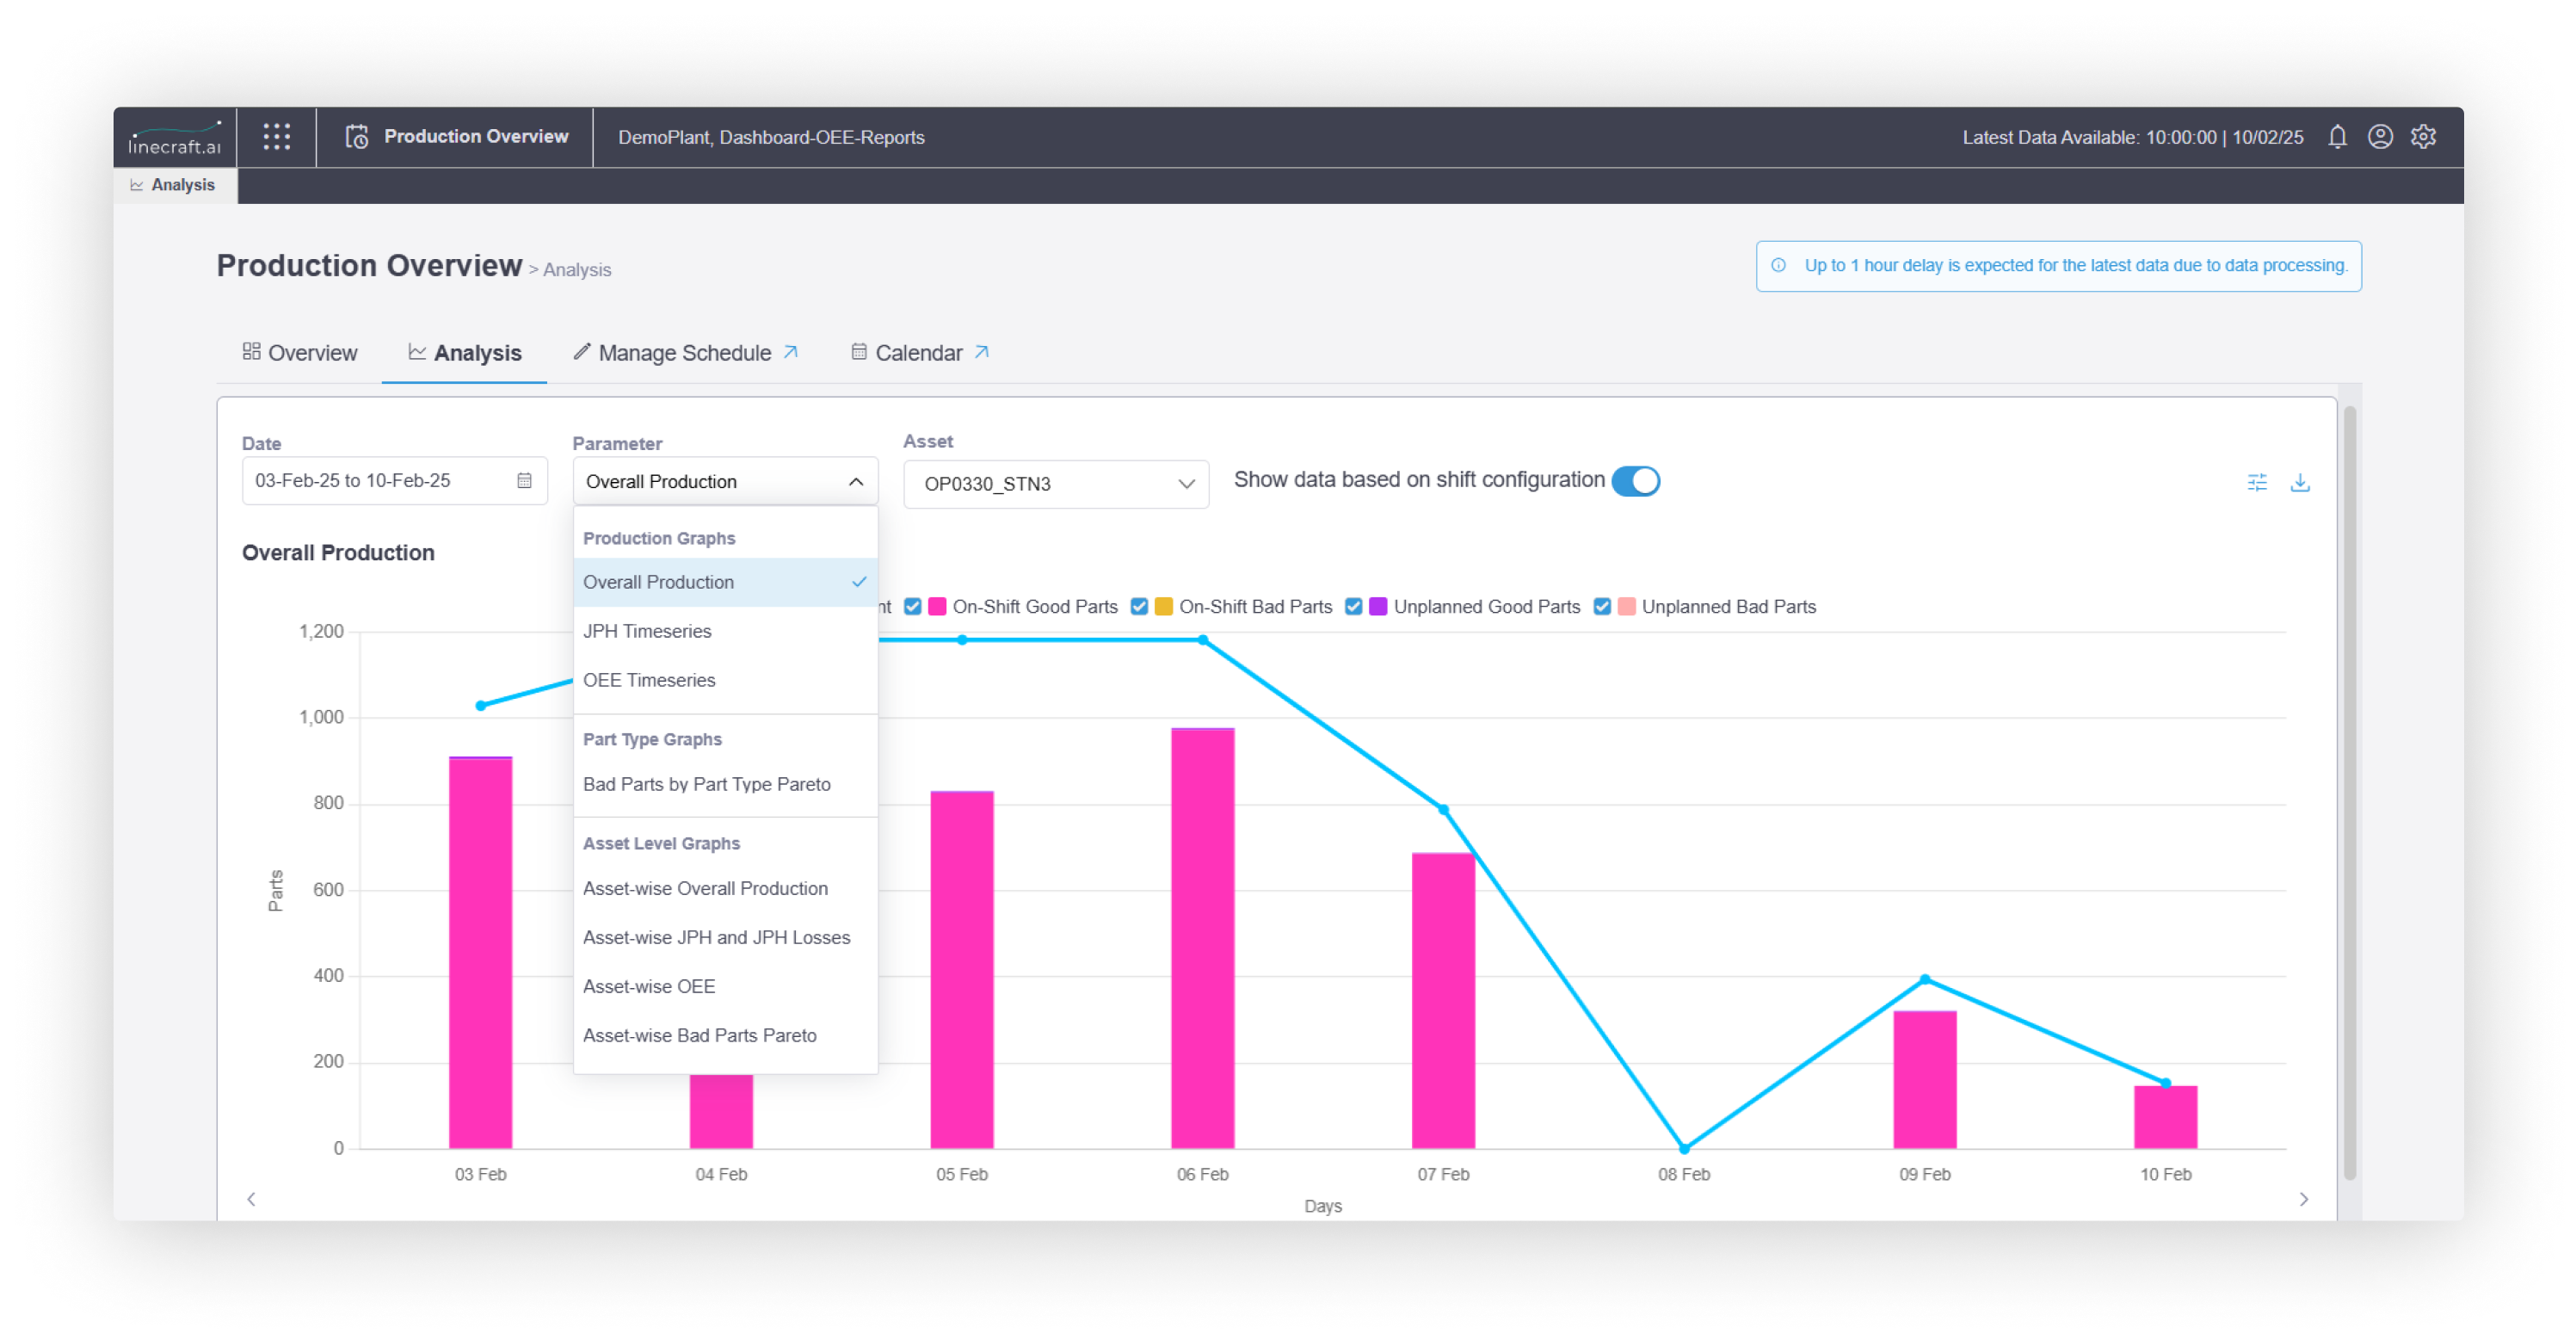 linecraft.ai
Production Overview
DemoPlant, Dashboard-OEE-Reports
Latest Data Available: 10:00:00 | 10/02/25
Analysis
Production Overview > Analysis
Up to 1 hour delay is expected for the latest data due to data processing.
Overview
Analysis
Manage Schedule
Calendar
Date
Parameter
Asset
03-Feb-25 to 10-Feb-25
Overall Production
OP0330_STN3
Show data based on shift configuration
Overall Production
Production Graphs
Overall Production
JPH Timeseries
OEE Timeseries
Part Type Graphs
Bad Parts by Part Type Pareto
Asset Level Graphs
Asset-wise Overall Production
Asset-wise JPH and JPH Losses
Asset-wise OEE
Asset-wise Bad Parts Pareto
nt
On-Shift Good Parts
On-Shift Bad Parts
Unplanned Good Parts
Unplanned Bad Parts
1,200
1,000
800
600
400
200
0
Parts
03 Feb
04 Feb
05 Feb
06 Feb
07 Feb
08 Feb
09 Feb
10 Feb
Days